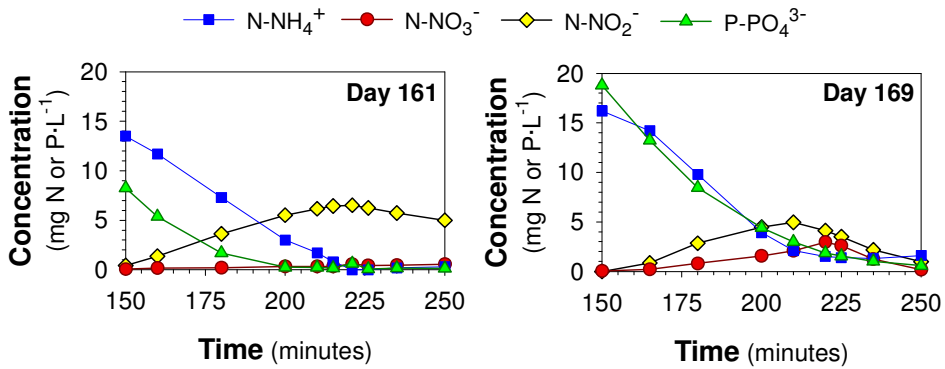 N-NH₄⁺ N-NO₃⁻ N-NO₂⁻ P-PO₄³⁻
Concentration
(mg N or P·L⁻¹)
20
15
10
5
0
Day 161
150 175 200 225 250
Time (minutes)
Concentration
(mg N or P·L⁻¹)
20
15
10
5
0
Day 169
150 175 200 225 250
Time (minutes)